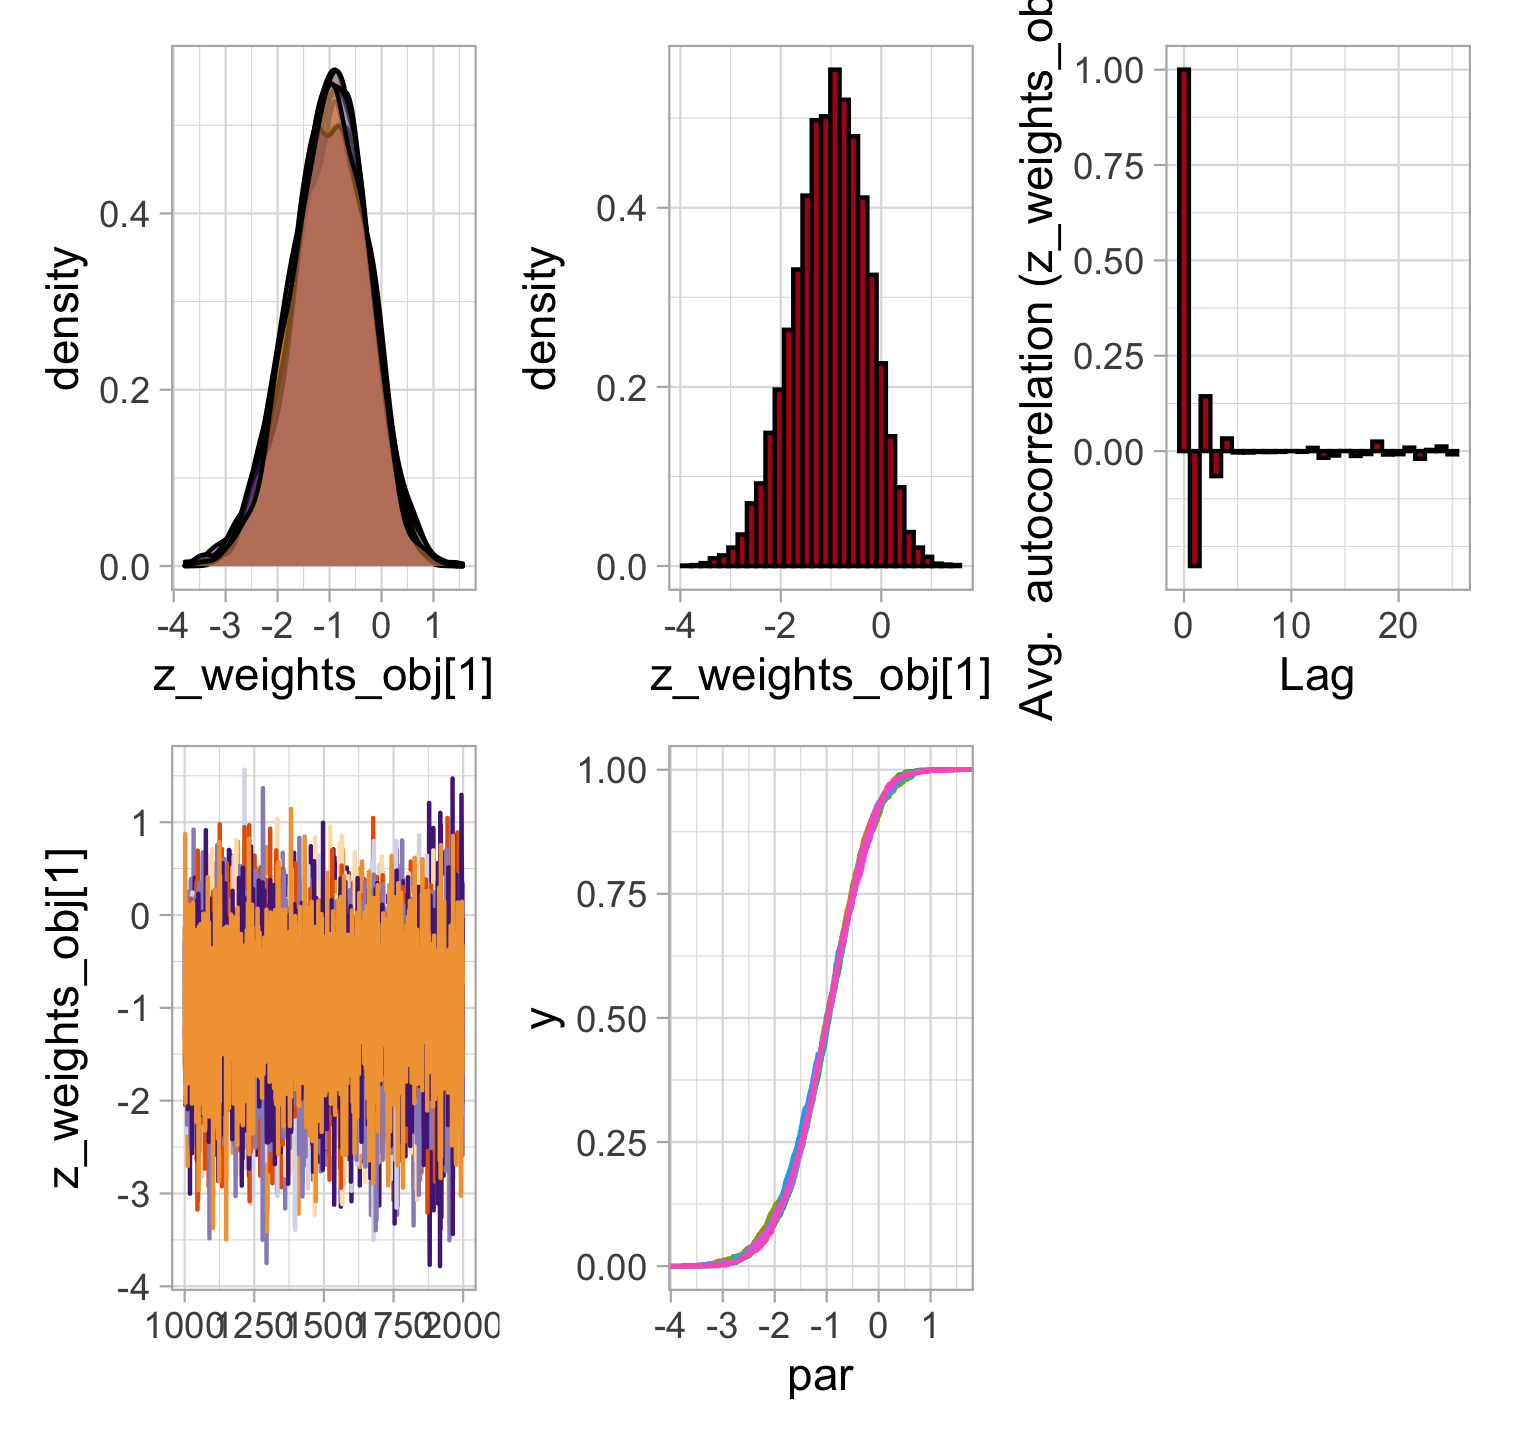 density
0.4
0.2
0.0
-4 -3 -2 -1 0 1
z_weights_obj[1]
density
0.4
0.2
0.0
-4 -2 0
z_weights_obj[1]
Avg. autocorrelation (z_weights_ob
1.00
0.75
0.50
0.25
0.00
0 10 20
Lag
z_weights_obj[1]
1
0
-1
-2
-3
-4
1000 1250 1500 1750 2000
y
1.00
0.75
0.50
0.25
0.00
-4 -3 -2 -1 0 1
par